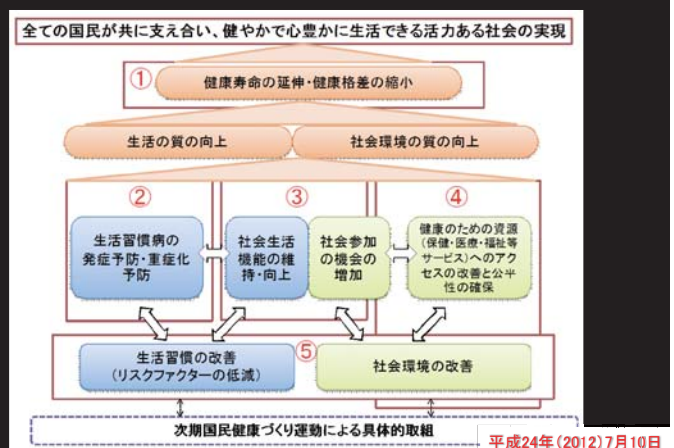 全ての国民が共に支え合い、健やかで心豊かに生活できる活力ある社会の実現
①
健康寿命の延伸・健康格差の縮小
生活の質の向上
社会環境の質の向上
②
③
④
生活習慣病の
発症予防・重症化
予防
社会生活
機能の維
持・向上
社会参加
の機会の
増加
健康のための資源
(保健・医療・福祉等
サービス)へのアク
セスの改善と公平
性の確保
⑤
生活習慣の改善
(リスクファクターの低減)
社会環境の改善
次期国民健康づくり運動による具体的取組
平成24年(2012)7月10日